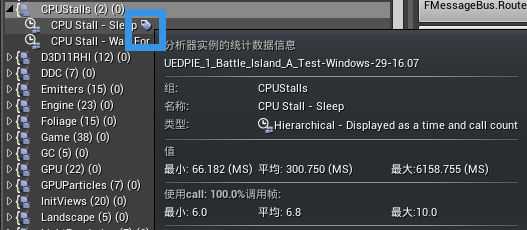 CPUStalls (2) (0)
CPU Stall - Sleep
CPU Stall - Wa For
D3D11RHI (12) (0)
DDC (7) (0)
Emitters (15) (0)
Engine (23) (0)
Foliage (15) (0)
Game (38) (0)
GC (5) (0)
GPU (22) (0)
GPUParticles (7) (0)
InitViews (20) (0)
Landscape (5) (0)
FMessageBus.Route
分析器实例的统计数据信息
UEDPIE_1_Battle_Island_A_Test-Windows-29-16.07
组: CPUStalls
名称: CPU Stall - Sleep
类型: Hierarchical - Displayed as a time and call count
值
最小: 66.182 (MS) 平均: 300.750 (MS) 最大:6158.755 (MS)
使用call: 100.0%调用帧:
最小: 6.0 平均: 6.8 最大:10.0